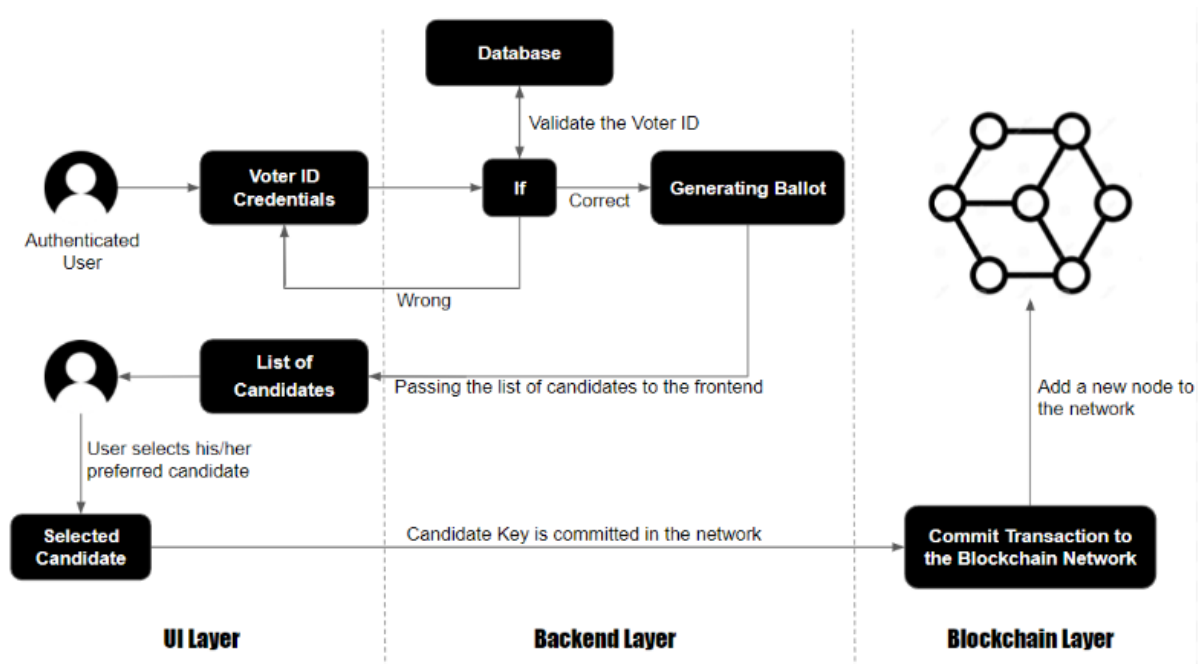 Database
Validate the Voter ID
Voter ID
Credentials
If
Correct
Generating Ballot
Authenticated
User
Wrong
List of
Candidates
Passing the list of candidates to the frontend
Add a new node to
the network
User selects his/her
preferred candidate
Selected
Candidate
Candidate Key is committed in the network
Commit Transaction to
the Blockchain Network
UI Layer
Backend Layer
Blockchain Layer